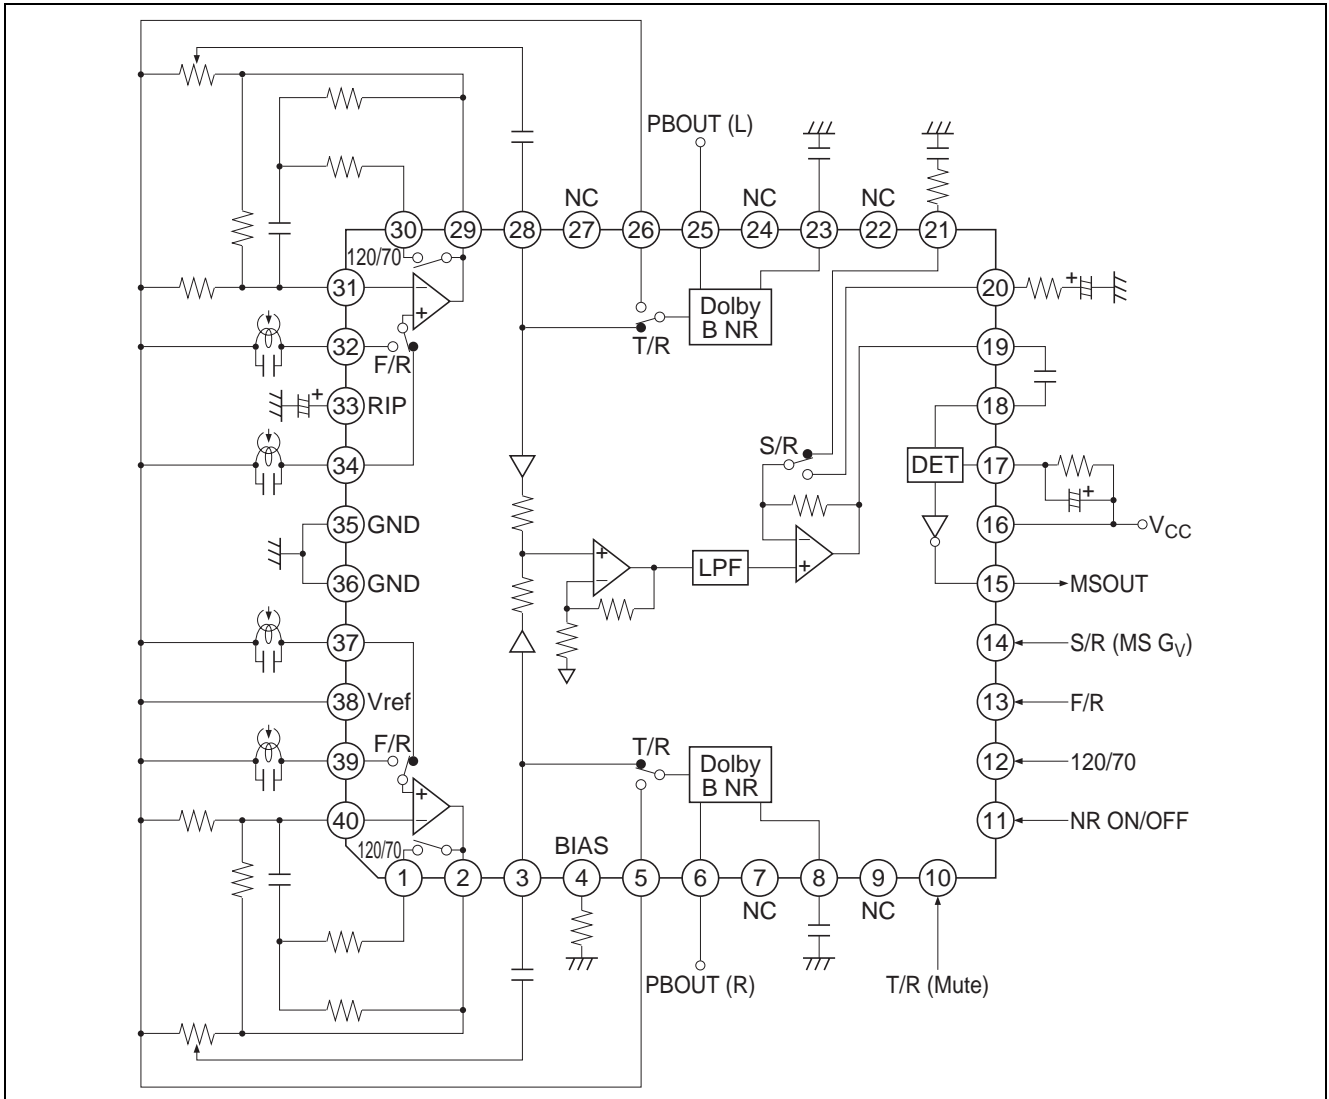 PBOUT (L)
NC
NC
NC
30
29
28
27
26
25
24
23
22
21
120/70
31
−
+
Dolby
B NR
20
+
32
F/R
T/R
19
33
RIP
+
18
34
S/R
DET
17
+
35
GND
16
VCC
36
GND
+
−
LPF
−
+
15
MSOUT
37
14
S/R (MS GV)
38
Vref
13
F/R
39
F/R
T/R
Dolby
B NR
12
120/70
40
+
−
11
NR ON/OFF
120/70
BIAS
1
2
3
4
5
6
7
8
9
10
NC
NC
PBOUT (R)
T/R (Mute)